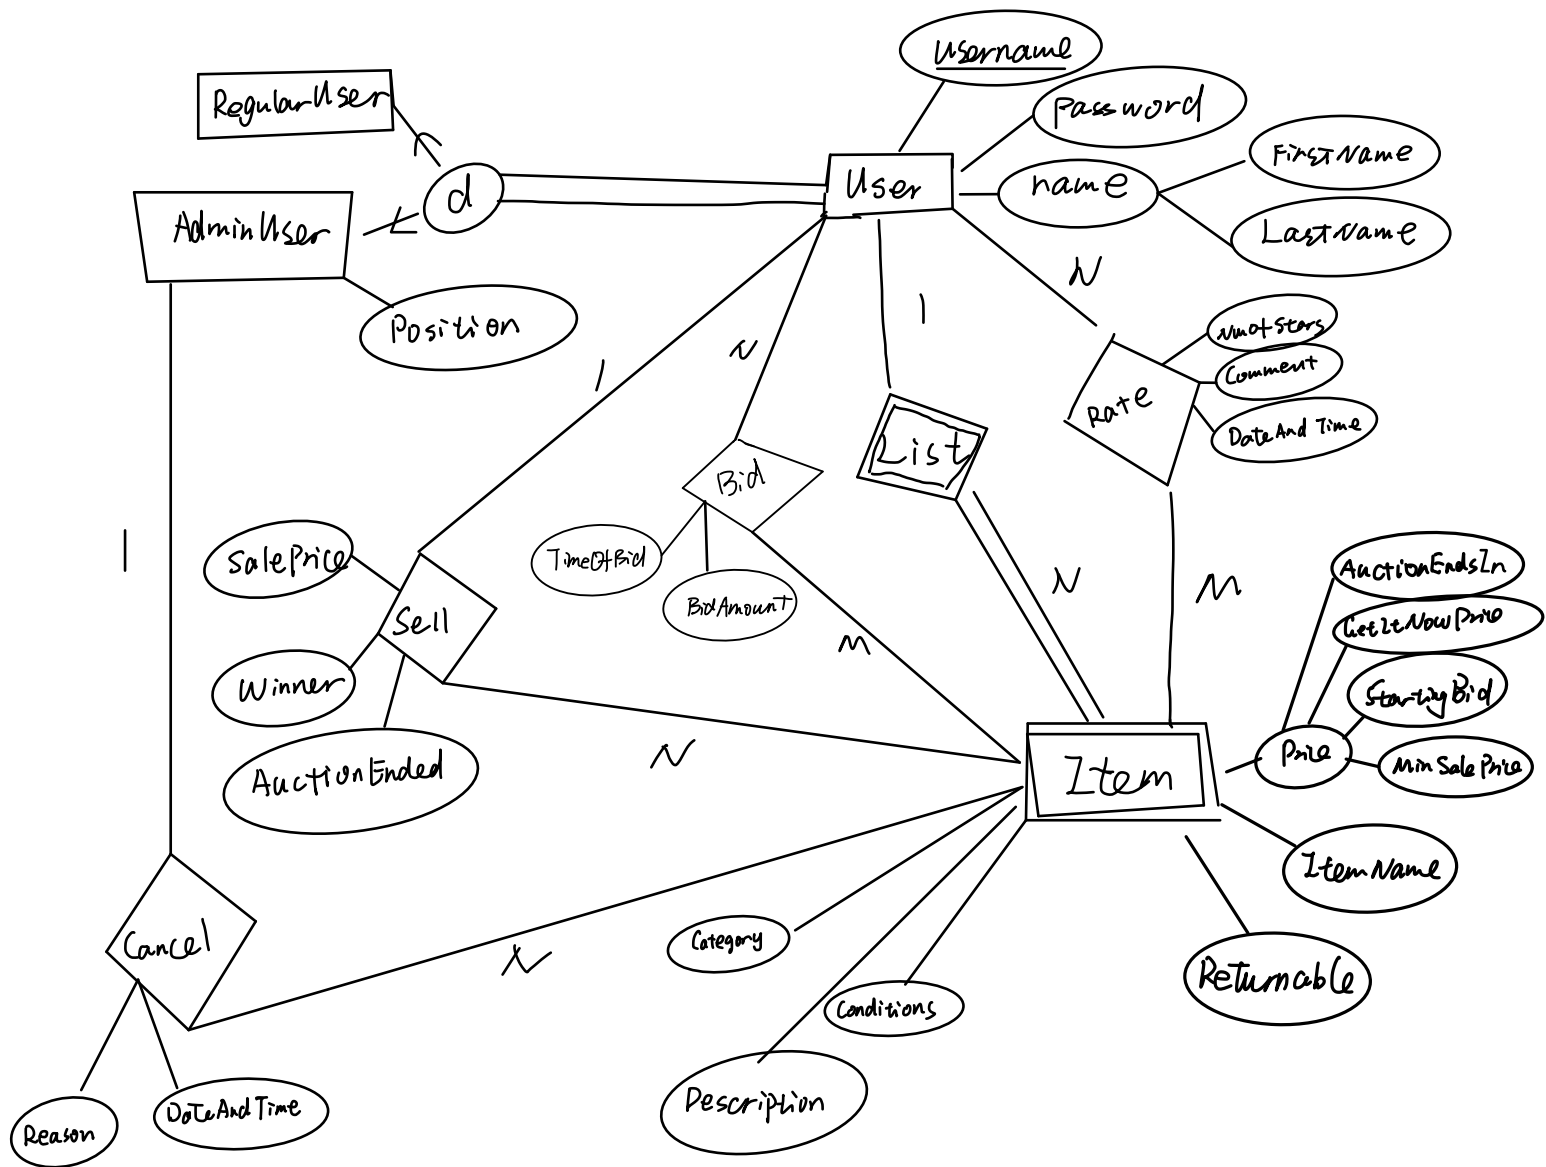 Username
Password
RegularUser
FirstName
User
name
d
AdminUser
LastName
N
Position
1
NumofStars
N
1
Comment
Rate
DateAndTime
List
Bid
1
SalePrice
TimeOfBid
AuctionEndsIn
N
M
BidAmount
Sell
GetItNowPrice
M
Winner
StartingBid
N
Price
AuctionEnded
Item
MinSalePrice
ItemName
Cancel
Category
N
Returnable
Conditions
Description
Reason
DateAndTime